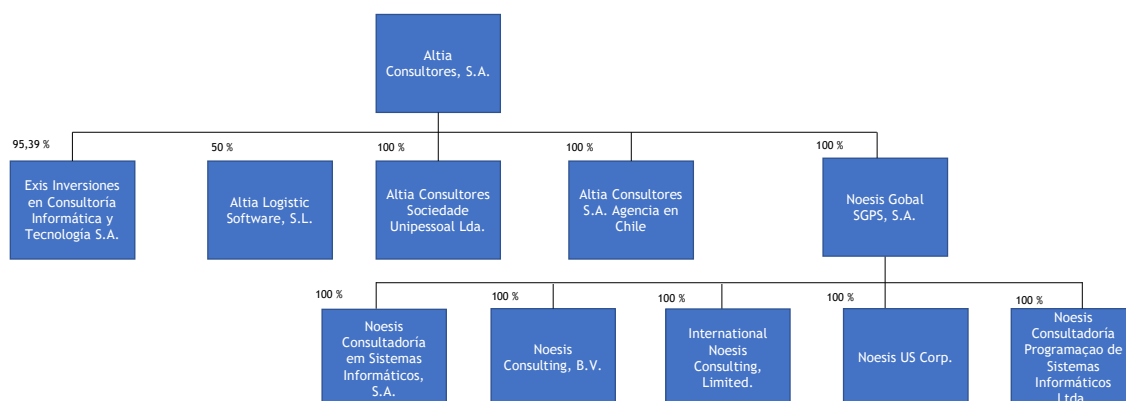 Altia
Consultores, S.A.
95,39 %
50 %
100 %
100 %
100 %
Exis Inversiones
en Consultoría
Informática y
Tecnología S.A.
Altia Logistic
Software, S.L.
Altia Consultores
Sociedade
Unipessoal Lda.
Altia Consultores
S.A. Agencia en
Chile
Noesis Gobal
SGPS, S.A.
100 %
100 %
100 %
100 %
100 %
Noesis
Consultadoría
em Sistemas
Informáticos,
S.A.
Noesis
Consulting, B.V.
International
Noesis
Consulting,
Limited.
Noesis US Corp.
Noesis
Consultadoría
Programaçao de
Sistemas
Informáticos
Ltda